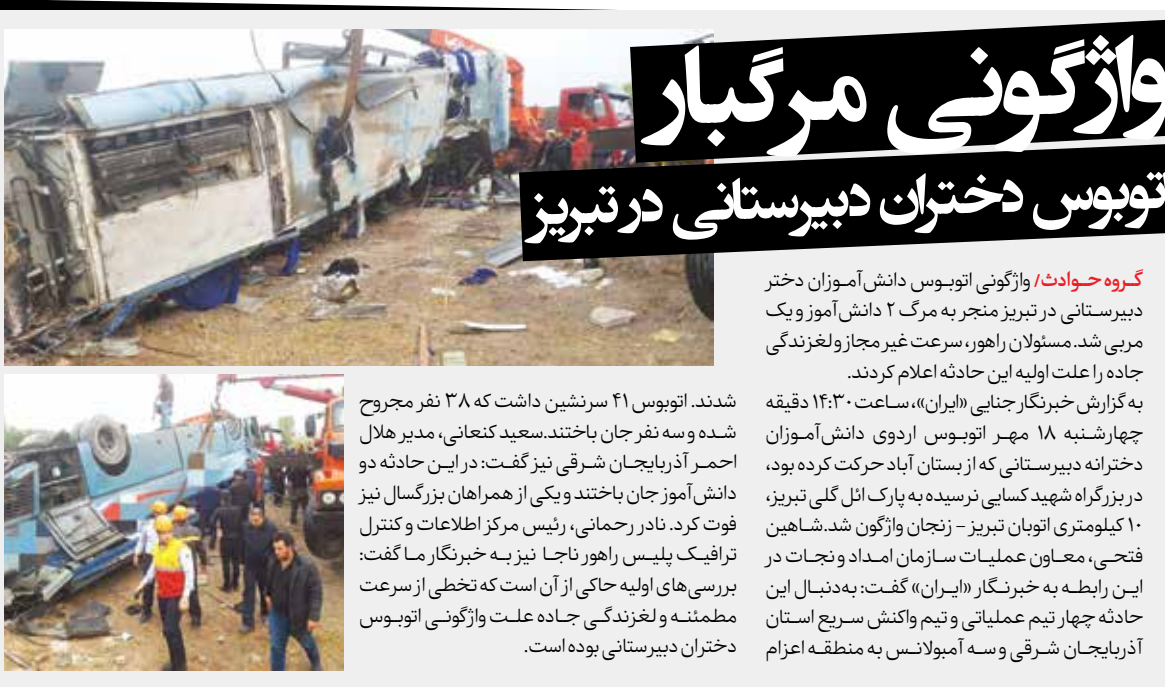 واژگونی مرگبار
اتوبوس دختران دبیرستانی در تبریز
گروه حوادث/ واژگونی اتوبوس دانش‌آموزان دختر
دبیرستانی در تبریز منجر به مرگ ۲ دانش‌آموز و یک
مربی شد. مسئولان راهور، سرعت غیر مجاز و لغزندگی
جاده را علت اولیه این حادثه اعلام کردند.
به گزارش خبرنگار جنایی «ایران»، ساعت ۱۴:۳۰ دقیقه
چهارشنبه ۱۸ مهر اتوبوس اردوی دانش‌آموزان
دخترانه دبیرستانی که از بستان آباد حرکت کرده بود،
در بزرگراه شهید کسایی نرسیده به پارک ائل گلی تبریز،
۱۰ کیلومتری اتوبان تبریز – زنجان واژگون شد.شاهین
فتحی، معاون عملیات سازمان امداد و نجات در
این رابطه به خبرنگار «ایران» گفت: به‌دنبال این
حادثه چهار تیم عملیاتی و تیم واکنش سریع استان
آذربایجان شرقی و سه آمبولانس به منطقه اعزام
شدند. اتوبوس ۴۱ سرنشین داشت که ۳۸ نفر مجروح
شده و سه نفر جان باختند.سعید کنعانی، مدیر هلال
احمر آذربایجان شرقی نیز گفت: در این حادثه دو
دانش‌آموز جان باختند و یکی از همراهان بزرگسال نیز
فوت کرد. نادر رحمانی، رئیس مرکز اطلاعات و کنترل
ترافیک پلیس راهور ناجا نیز به خبرنگار ما گفت:
بررسی‌های اولیه حاکی از آن است که تخطی از سرعت
مطمئنه و لغزندگی جاده علت واژگونی اتوبوس
دختران دبیرستانی بوده است.